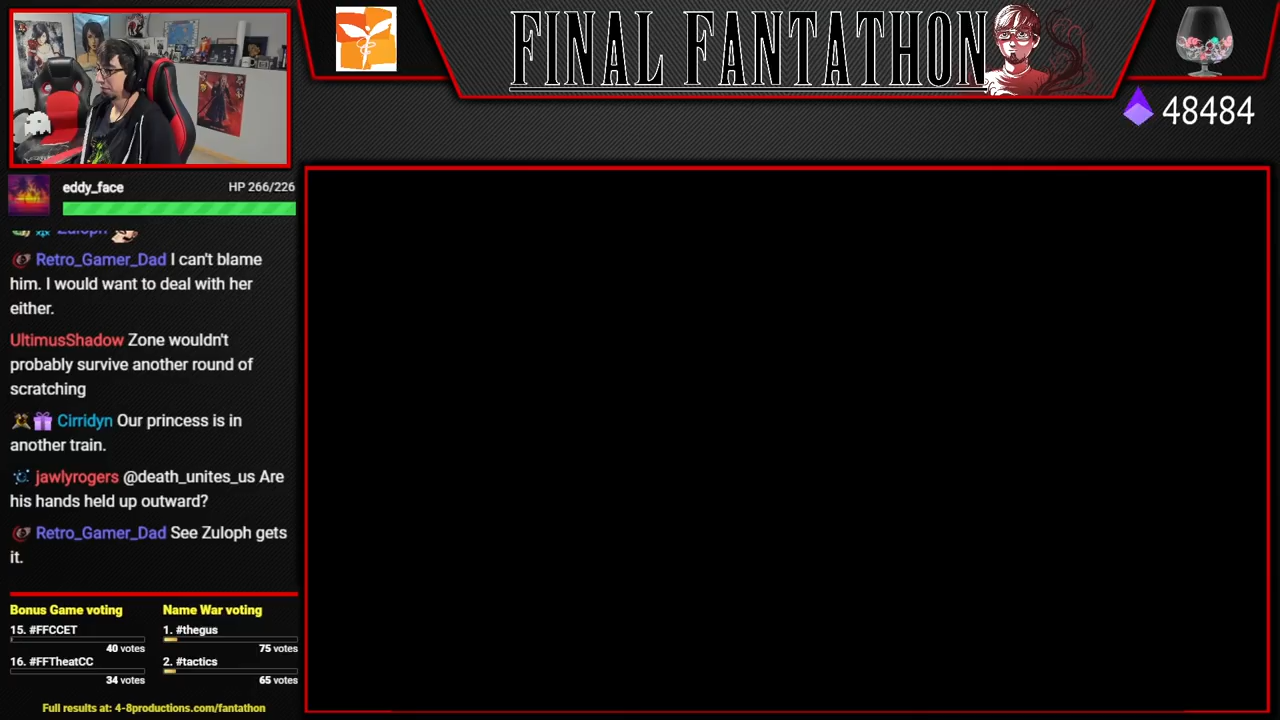 FINAL FANTATHON
48484
eddy_face
HP 266/226
Zuloph
Retro_Gamer_Dad I can't blame
him. I would want to deal with her
either.
UltimusShadow Zone wouldn't
probably survive another round of
scratching
Cirridyn Our princess is in
another train.
jawlyrogers @death_unites_us Are
his hands held up outward?
Retro_Gamer_Dad See Zuloph gets
it.
Bonus Game voting
15. #FFCCET
40 votes
16. #FFTheatCC
34 votes
Name War voting
1. #thegus
75 votes
2. #tactics
65 votes
Full results at: 4-8productions.com/fantathon